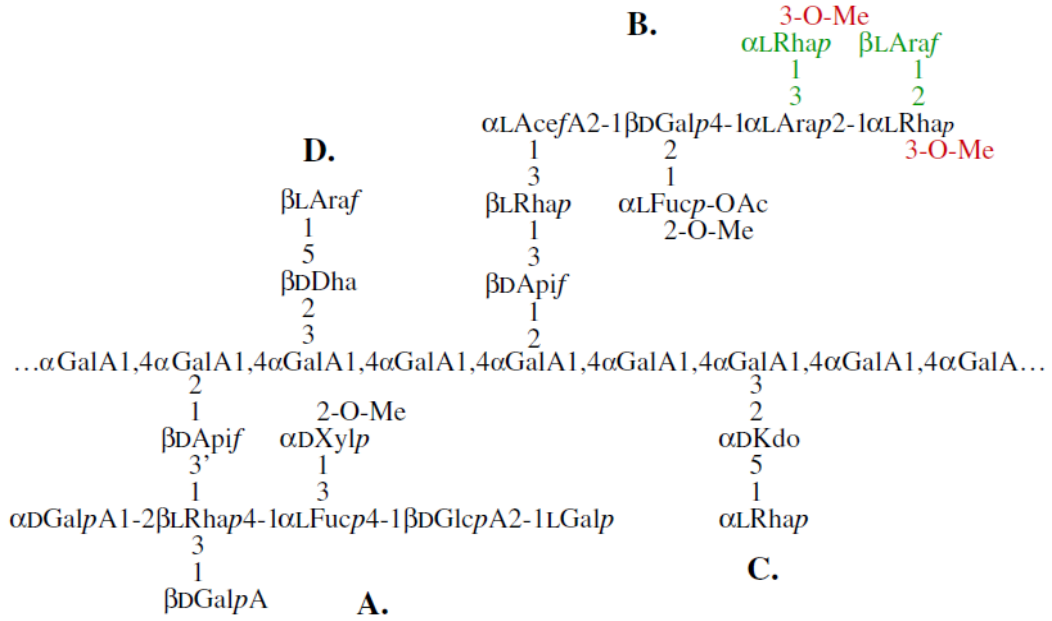 3-O-Me
B.
αLRhap βLAraf
1 1
3 2
αLAcefA2-1βDGalp4-1αLArap2-1αLRhap
D.
1 2 3-O-Me
3 1
βLAraf βLRhap αLFucp-OAc
1 1 2-O-Me
5 3
βDDha βDApif
2 1
3 2
...αGalA1,4αGalA1,4αGalA1,4αGalA1,4αGalA1,4αGalA1,4αGalA1,4αGalA1,4αGalA...
2 3
1 2-O-Me 2
βDApif αDXylp αDKdo
3’ 1 5
1 3 1
αDGalpA1-2βLRhap4-1αLFucp4-1βDGlcpA2-1LGalp αLRhap
3
1 C.
βDGalpA A.